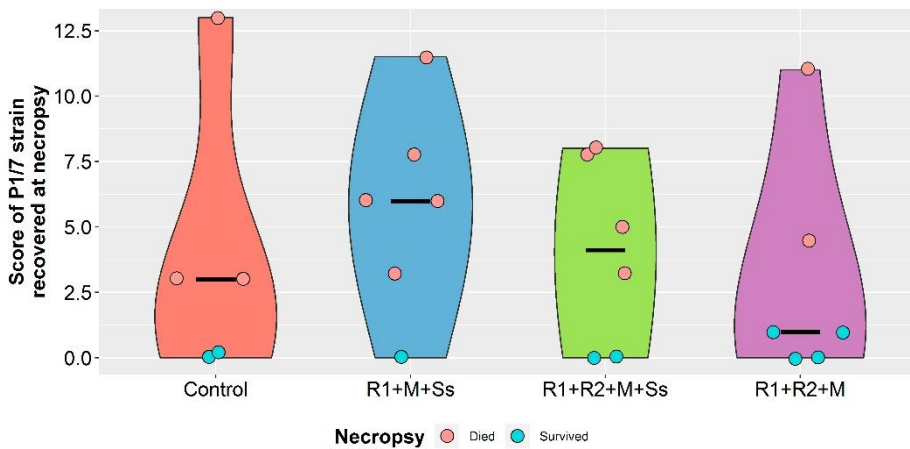 Score of P1/7 strain
recovered at necropsy
12.5
10.0
7.5
5.0
2.5
0.0
Control
R1+M+Ss
R1+R2+M+Ss
R1+R2+M
Necropsy Died Survived